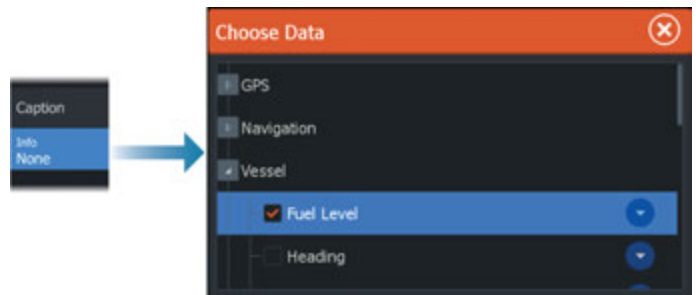 Caption
Info
None
Choose Data
GPS
Navigation
Vessel
Fuel Level
Heading